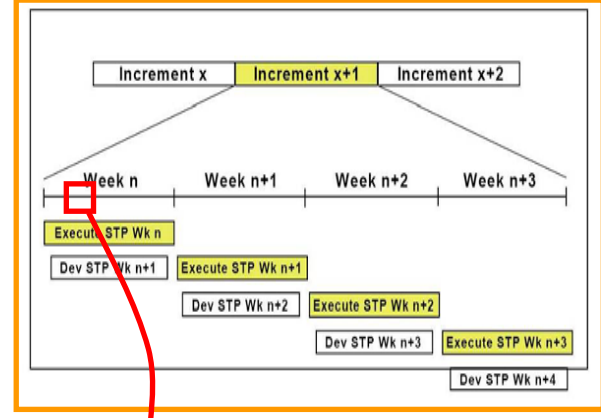 Increment x Increment x+1 Increment x+2
Week n Week n+1 Week n+2 Week n+3
Execute STP Wk n
Dev STP Wk n+1 Execute STP Wk n+1
Dev STP Wk n+2 Execute STP Wk n+2
Dev STP Wk n+3 Execute STP Wk n+3
Dev STP Wk n+4